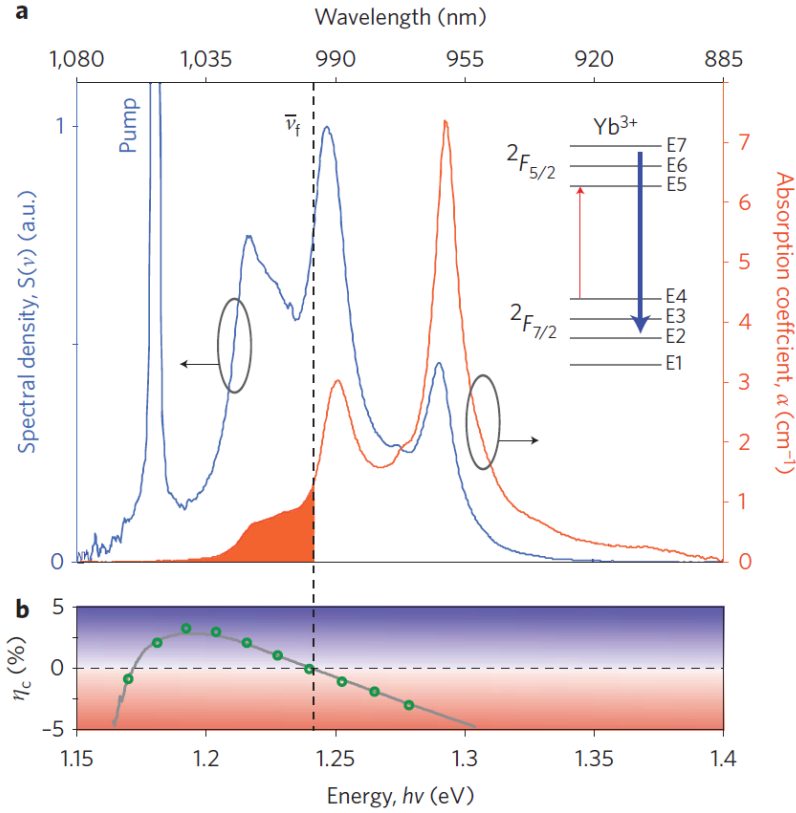 a
Wavelength (nm)
1,080 1,035 990 955 920 885
Pump
ν̅f
Yb³⁺
²F₅/₂
E7
E6
E5
²F₇/₂
E4
E3
E2
E1
Spectral density, S(ν) (a.u.)
1
0
Absorption coeffcient, α (cm⁻¹)
7
6
5
4
3
2
1
0
b
ηc (%)
5
0
−5
1.15 1.2 1.25 1.3 1.35 1.4
Energy, hν (eV)